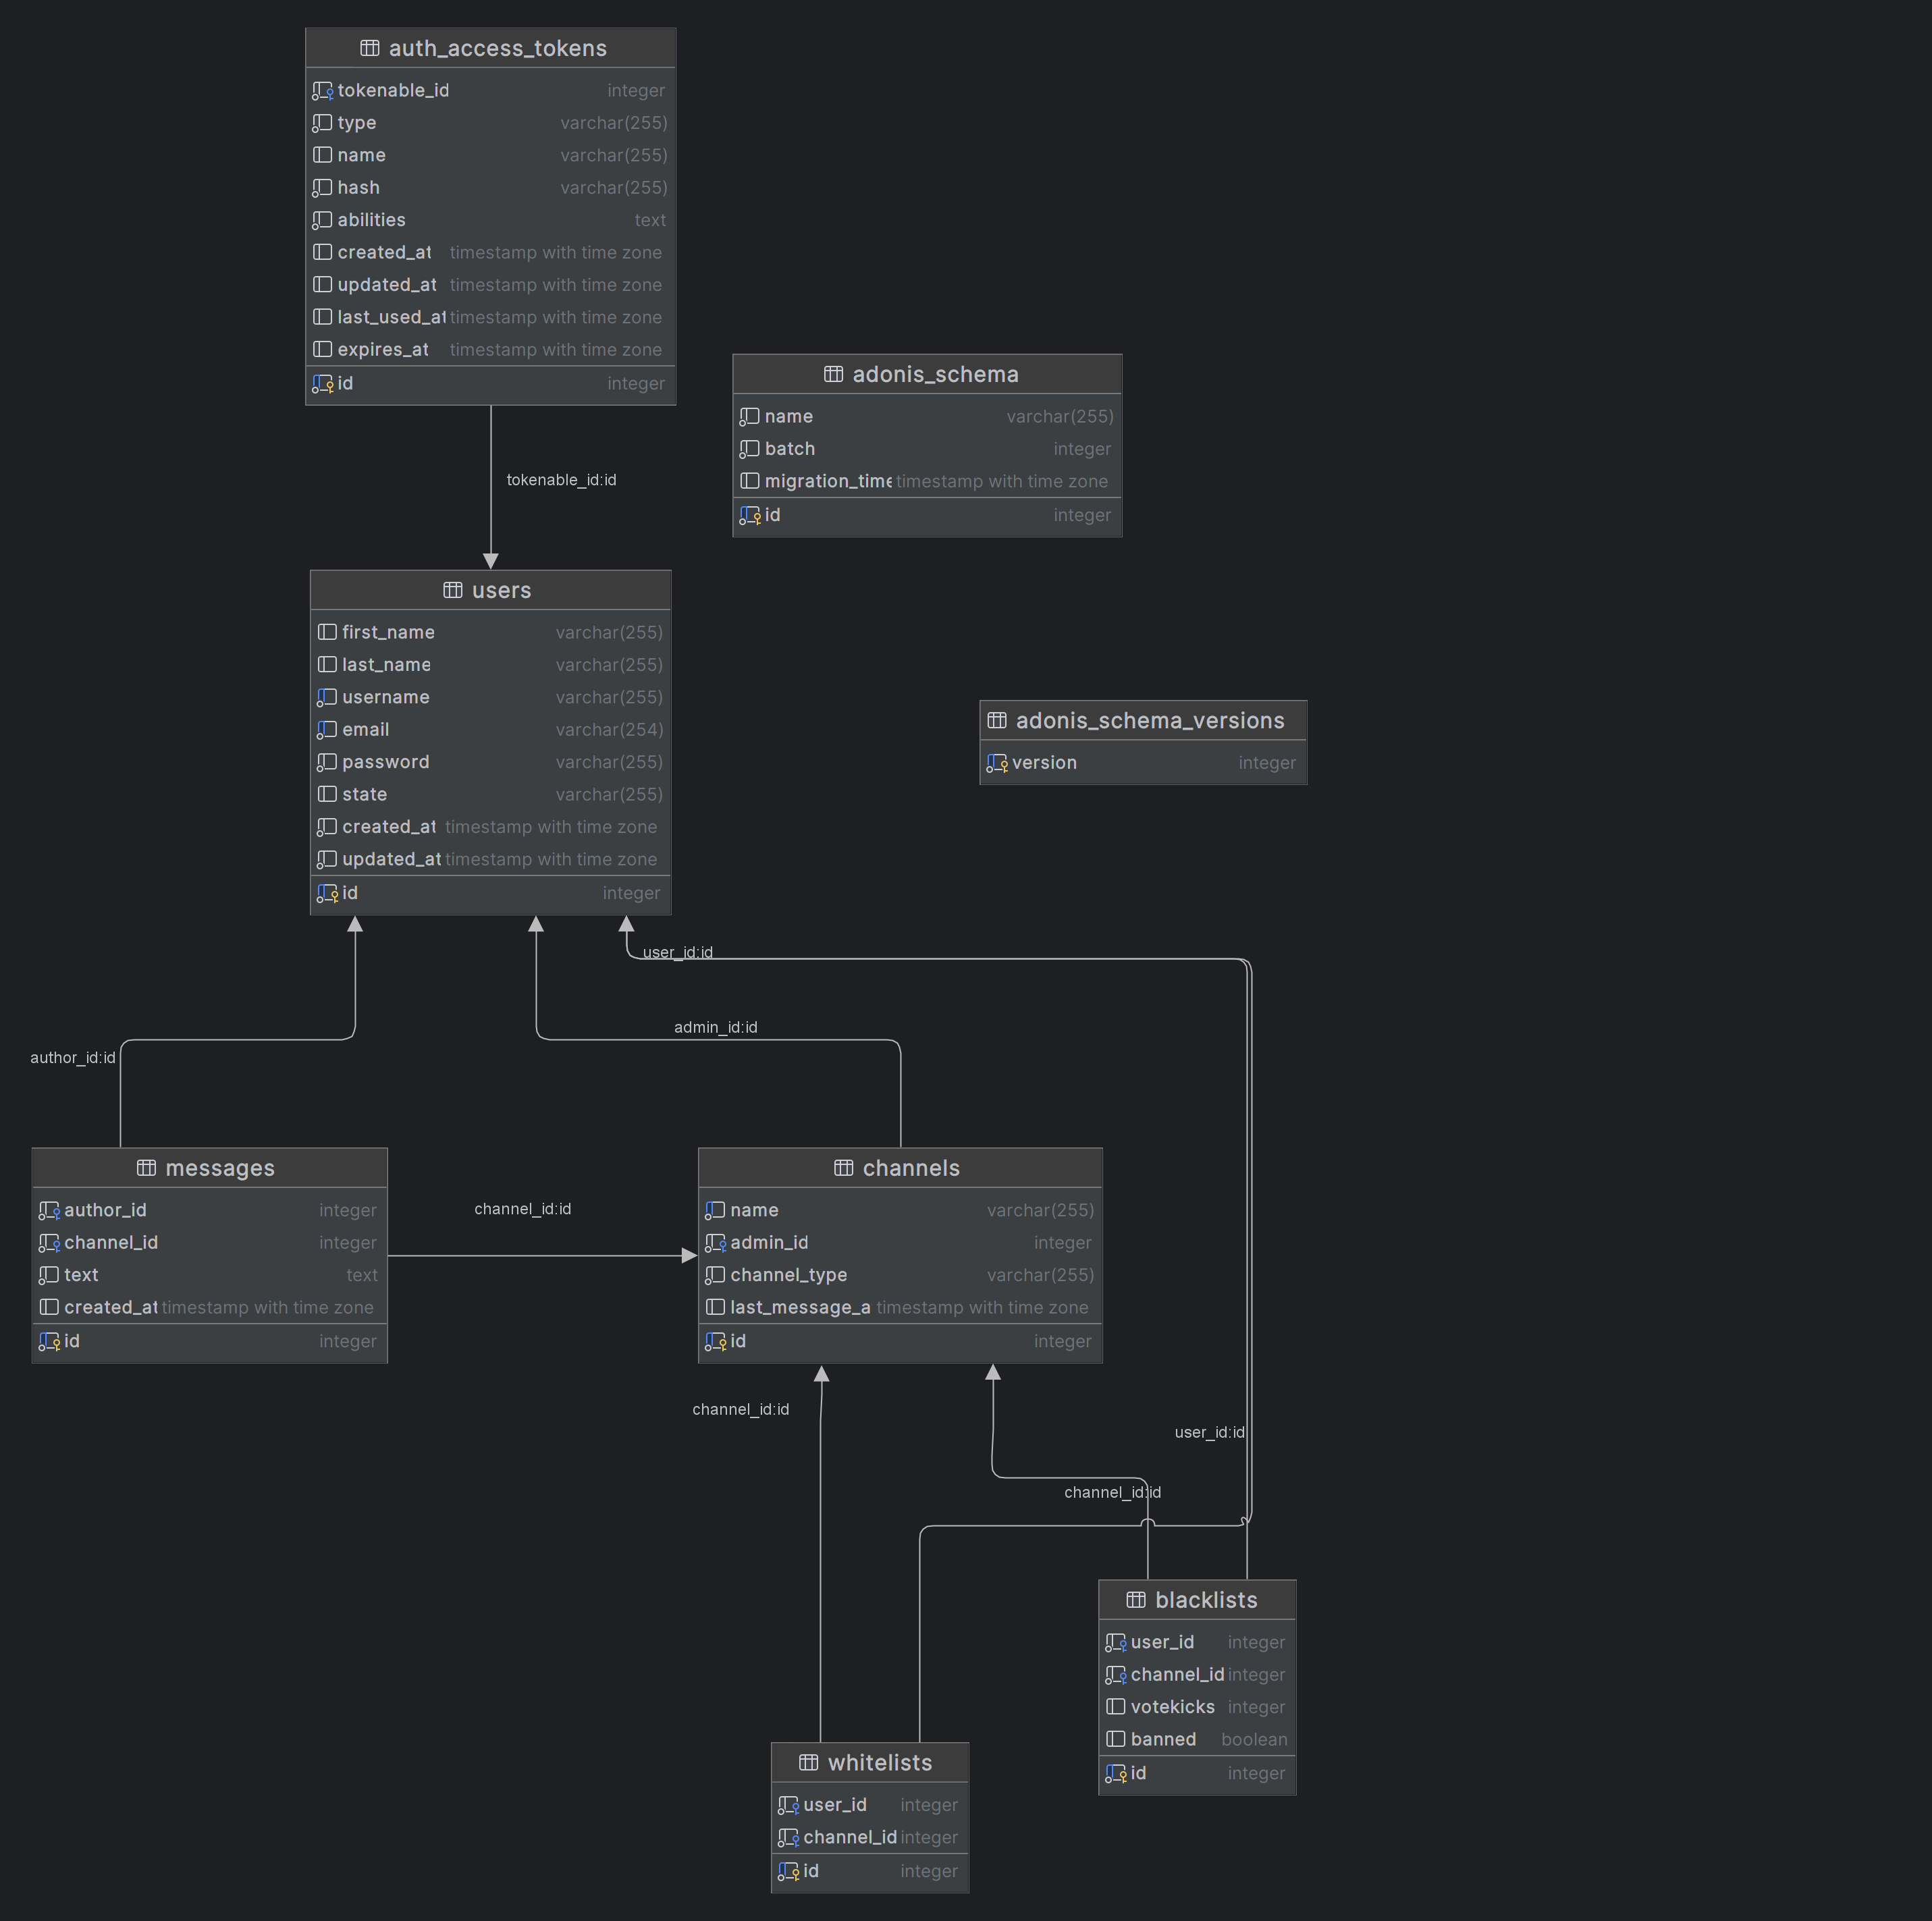 auth_access_tokens
tokenable_id integer
type varchar(255)
name varchar(255)
hash varchar(255)
abilities text
created_at timestamp with time zone
updated_at timestamp with time zone
last_used_at timestamp with time zone
expires_at timestamp with time zone
id integer
adonis_schema
name varchar(255)
batch integer
migration_time timestamp with time zone
id integer
tokenable_id:id
users
first_name varchar(255)
last_name varchar(255)
username varchar(255)
email varchar(254)
password varchar(255)
state varchar(255)
created_at timestamp with time zone
updated_at timestamp with time zone
id integer
adonis_schema_versions
version integer
user_id:id
admin_id:id
author_id:id
messages
author_id integer
channel_id integer
text text
created_at timestamp with time zone
id integer
channel_id:id
channels
name varchar(255)
admin_id integer
channel_type varchar(255)
last_message_a timestamp with time zone
id integer
channel_id:id
user_id:id
channel_id:id
blacklists
user_id integer
channel_id integer
votekicks integer
banned boolean
id integer
whitelists
user_id integer
channel_id integer
id integer